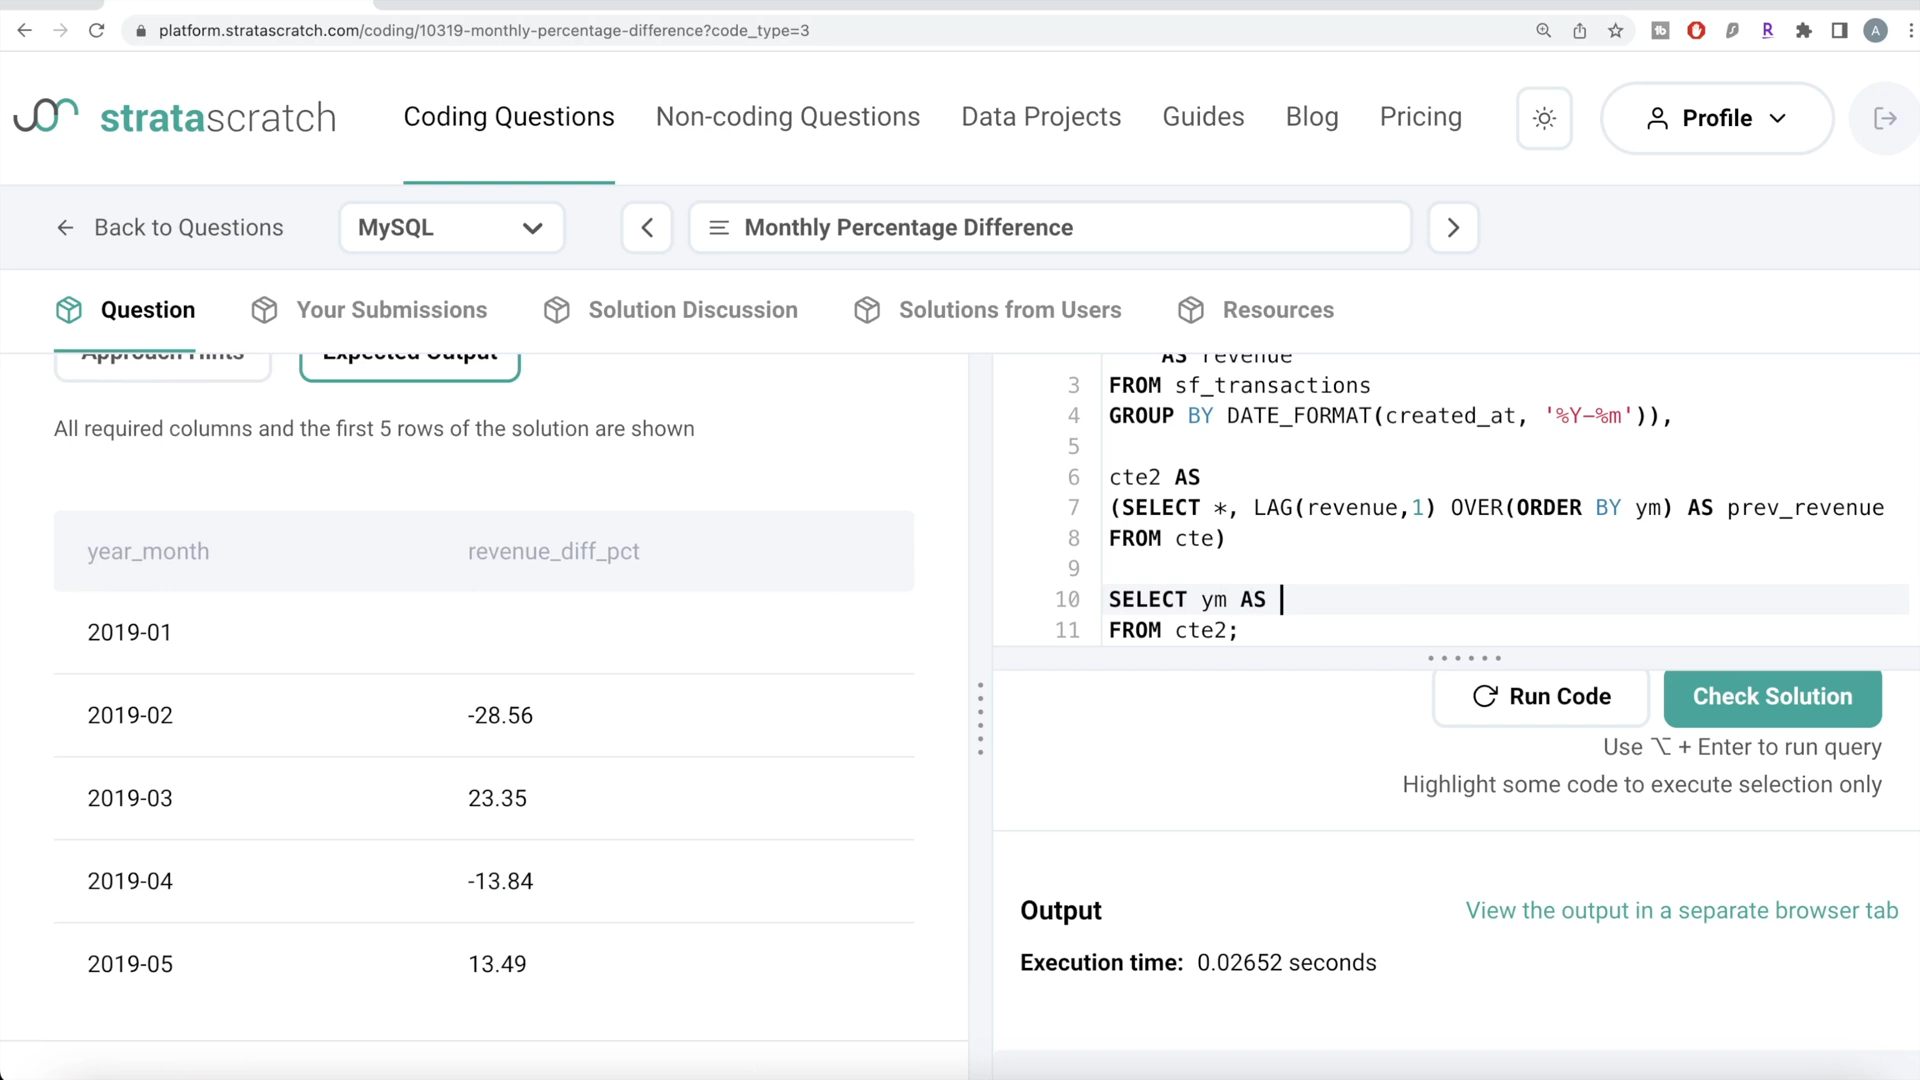 platform.stratascratch.com/coding/10319-monthly-percentage-difference?code_type=3
tb
R
A
stratascratch
Coding Questions
Non-coding Questions
Data Projects
Guides
Blog
Pricing
Profile
Back to Questions
MySQL
Monthly Percentage Difference
Question
Your Submissions
Solution Discussion
Solutions from Users
Resources
Approach Hints
Expected Output
All required columns and the first 5 rows of the solution are shown
year_month revenue_diff_pct
2019-01
2019-02 -28.56
2019-03 23.35
2019-04 -13.84
2019-05 13.49
AS revenue
3 FROM sf_transactions
4 GROUP BY DATE_FORMAT(created_at, '%Y-%m')),
5
6 cte2 AS
7 (SELECT *, LAG(revenue,1) OVER(ORDER BY ym) AS prev_revenue
8 FROM cte)
9
10 SELECT ym AS
11 FROM cte2;
Run Code
Check Solution
Use ⌥ + Enter to run query
Highlight some code to execute selection only
Output
View the output in a separate browser tab
Execution time: 0.02652 seconds